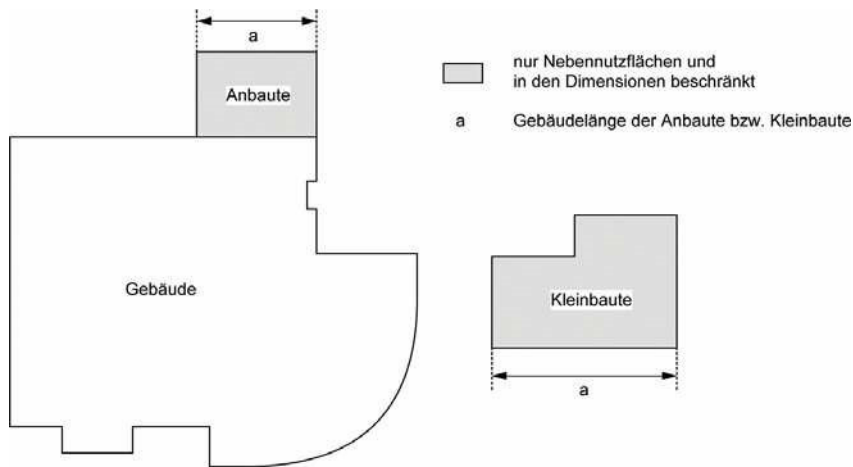 a
Anbaute
nur Nebennutzflächen und
in den Dimensionen beschränkt
a Gebäudelänge der Anbaute bzw. Kleinbaute
Gebäude
Kleinbaute
a